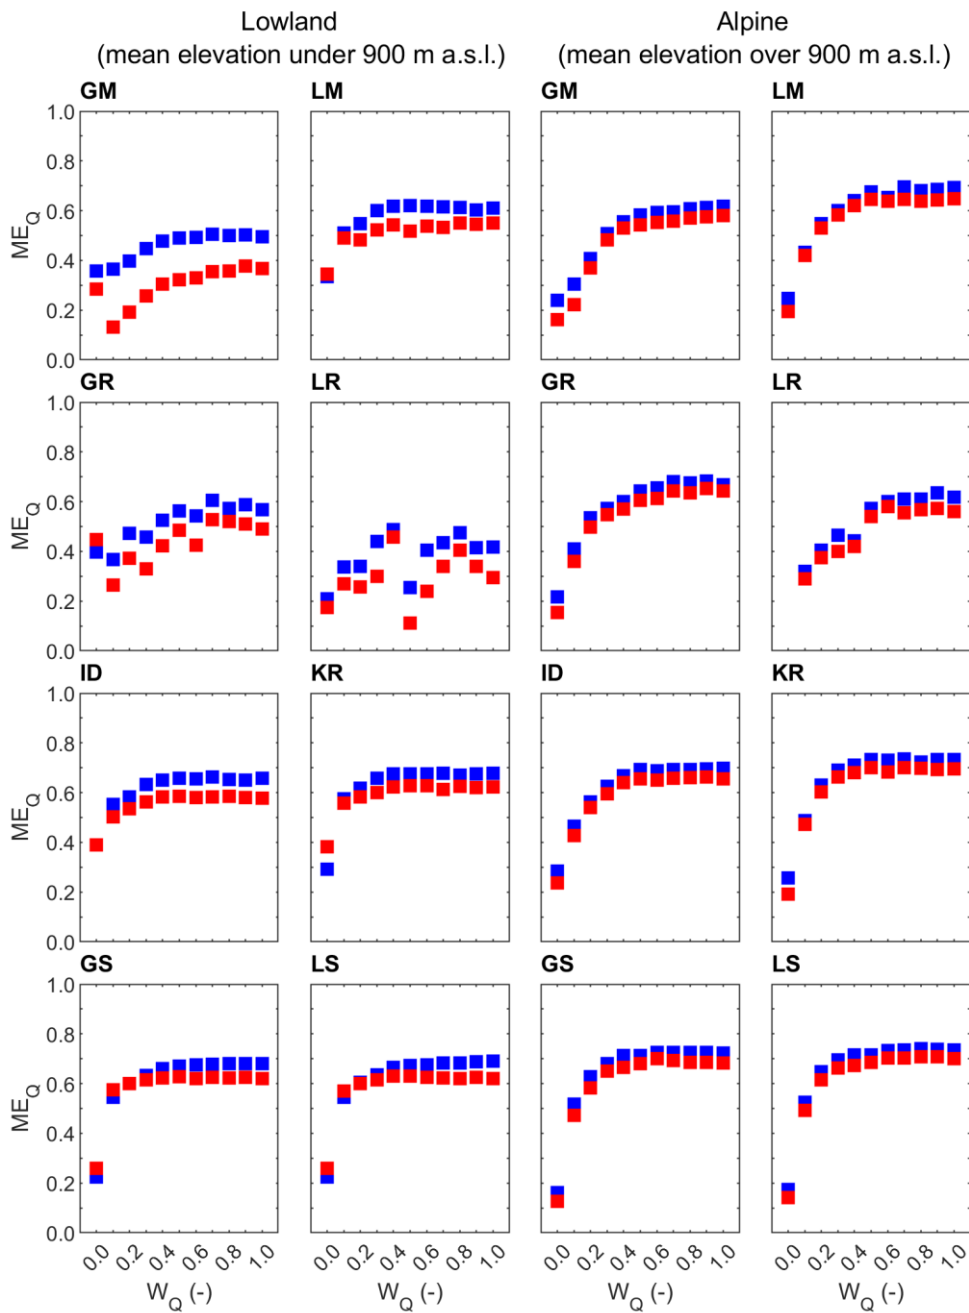 Lowland
(mean elevation under 900 m a.s.l.)
Alpine
(mean elevation over 900 m a.s.l.)
GM
LM
GM
LM
1.0
0.8
0.6
0.4
0.2
0.0
ME_Q
GR
LR
GR
LR
1.0
0.8
0.6
0.4
0.2
0.0
ME_Q
ID
KR
ID
KR
1.0
0.8
0.6
0.4
0.2
0.0
ME_Q
GS
LS
GS
LS
1.0
0.8
0.6
0.4
0.2
0.0
ME_Q
0.0 0.2 0.4 0.6 0.8 1.0
0.0 0.2 0.4 0.6 0.8 1.0
0.0 0.2 0.4 0.6 0.8 1.0
0.0 0.2 0.4 0.6 0.8 1.0
W_Q (-)
W_Q (-)
W_Q (-)
W_Q (-)